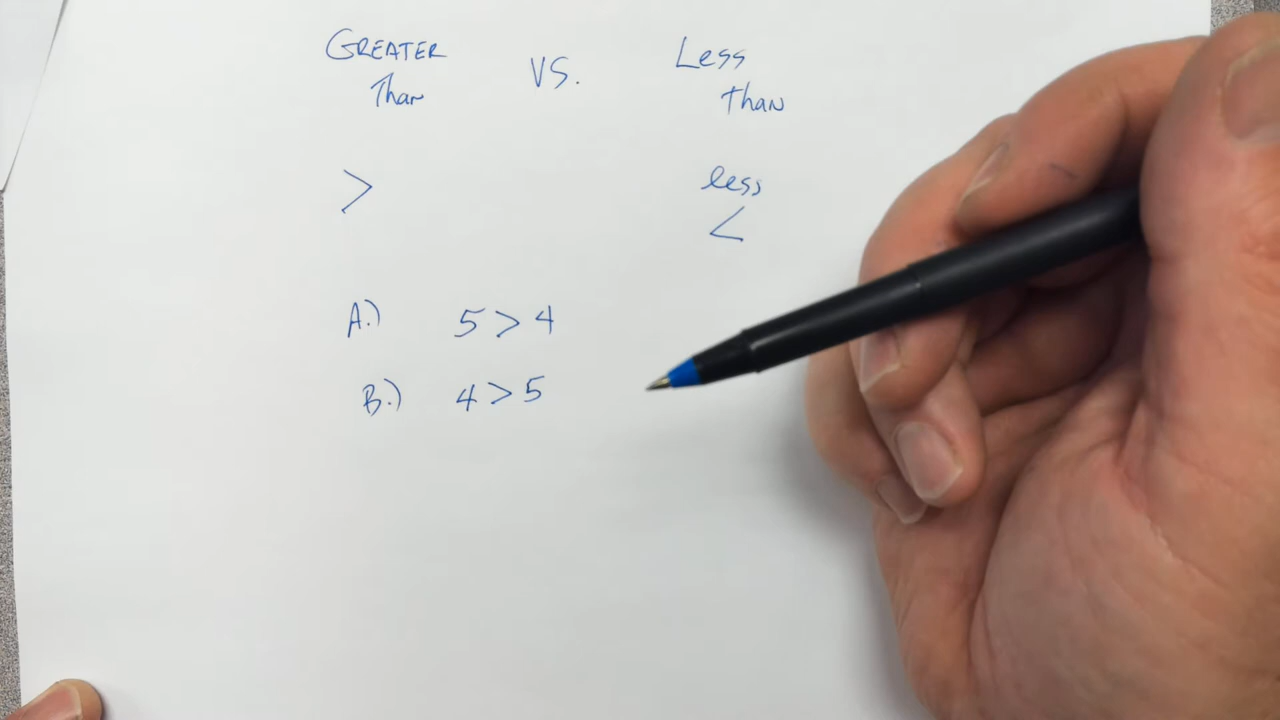 GREATER Than VS. Less than
>
less
<
A.) 5 > 4
B.) 4 > 5